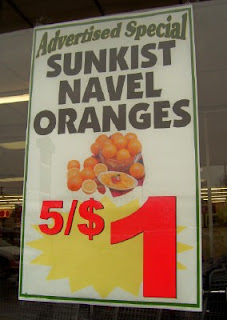 Advertised Special
SUNKIST
NAVEL
ORANGES
5/$1